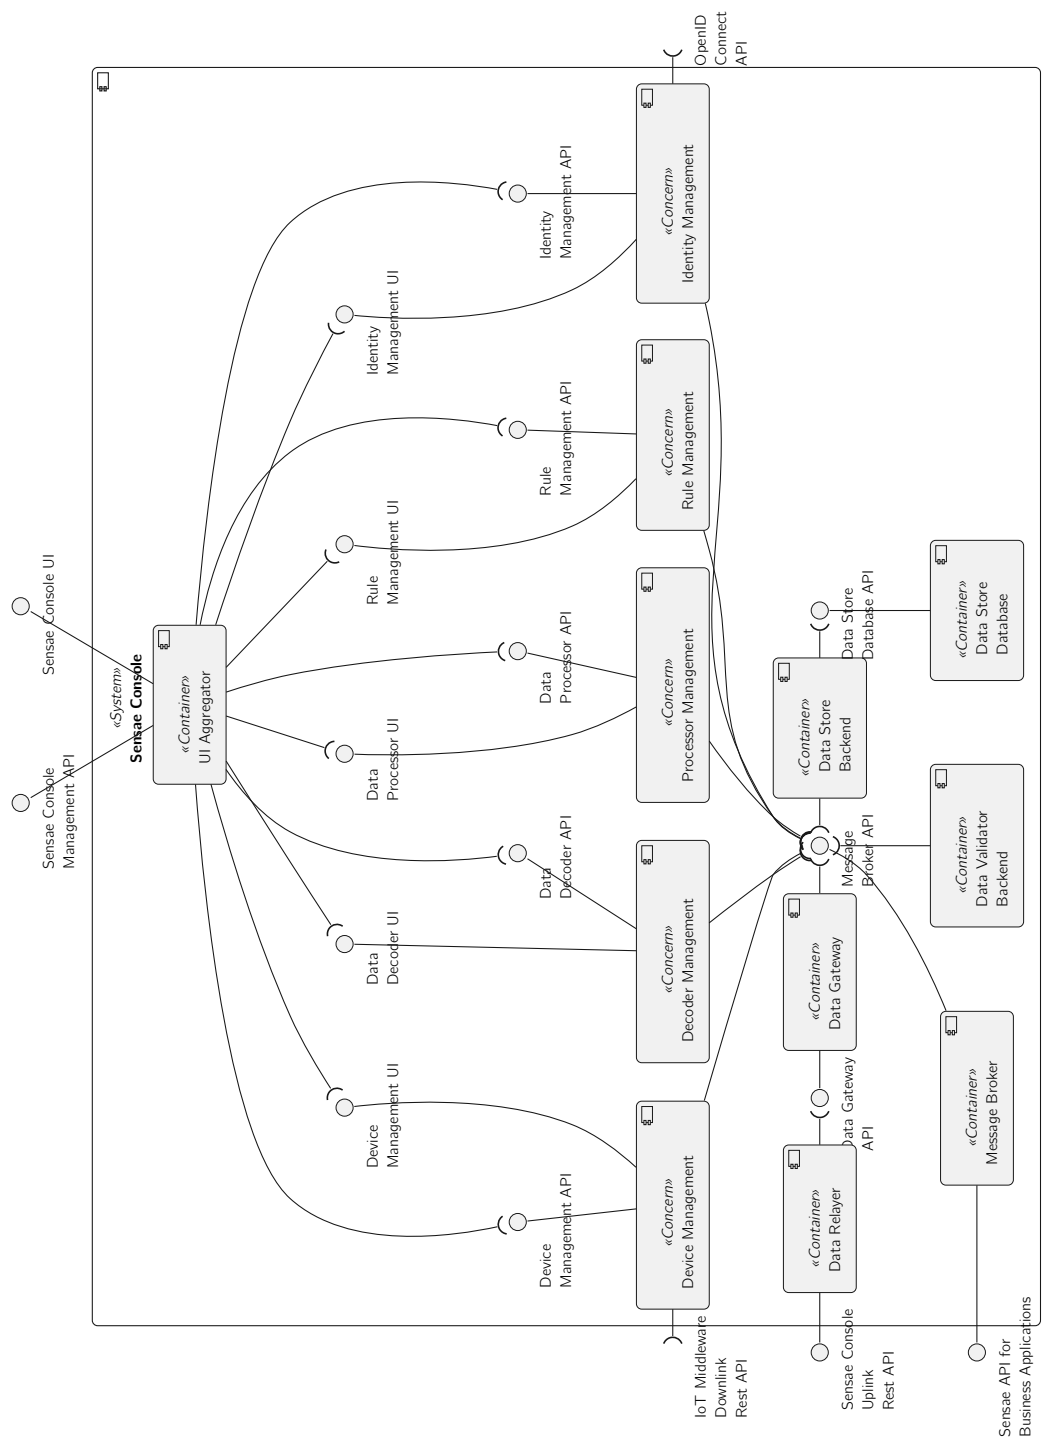 Sensae Console
Management API
Sensae Console UI
«System»
Sensae Console
«Container»
UI Aggregator
Device
Management UI
Data
Decoder UI
Data
Processor UI
Rule
Management UI
Identity
Management UI
Device
Management API
Data
Decoder API
Data
Processor API
Rule
Management API
Identity
Management API
IoT Middleware
Downlink
Rest API
«Concern»
Device Management
«Concern»
Decoder Management
«Concern»
Processor Management
«Concern»
Rule Management
«Concern»
Identity Management
OpenID
Connect
API
Sensae Console
Uplink
Rest API
«Container»
Data Relayer
Data Gateway
API
«Container»
Data Gateway
Message
Broker API
«Container»
Data Store
Backend
Data Store
Database API
Sensae API for
Business Applications
«Container»
Message Broker
«Container»
Data Validator
Backend
«Container»
Data Store
Database